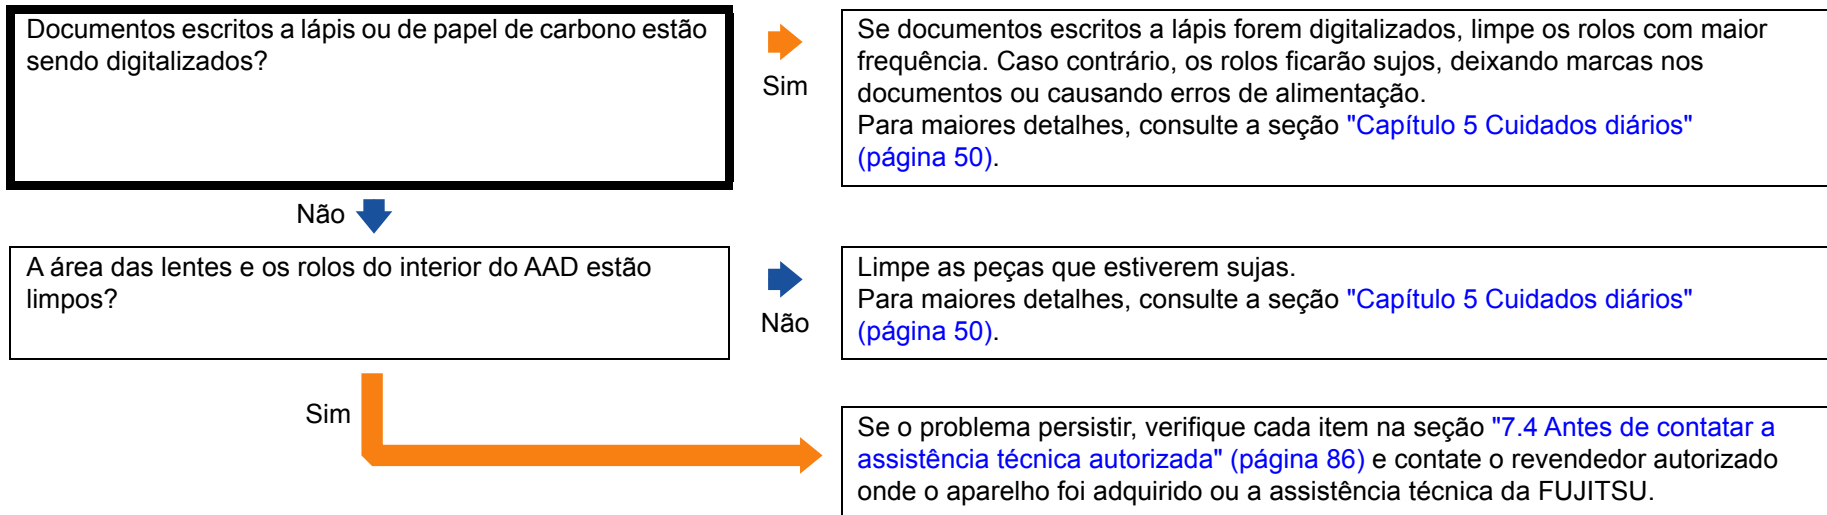 Documentos escritos a lápis ou de papel de carbono estão
sendo digitalizados?
Sim
Se documentos escritos a lápis forem digitalizados, limpe os rolos com maior
frequência. Caso contrário, os rolos ficarão sujos, deixando marcas nos
documentos ou causando erros de alimentação.
Para maiores detalhes, consulte a seção "Capítulo 5 Cuidados diários"
(página 50).
Não
A área das lentes e os rolos do interior do AAD estão
limpos?
Não
Limpe as peças que estiverem sujas.
Para maiores detalhes, consulte a seção "Capítulo 5 Cuidados diários"
(página 50).
Sim
Se o problema persistir, verifique cada item na seção "7.4 Antes de contatar a
assistência técnica autorizada" (página 86) e contate o revendedor autorizado
onde o aparelho foi adquirido ou a assistência técnica da FUJITSU.